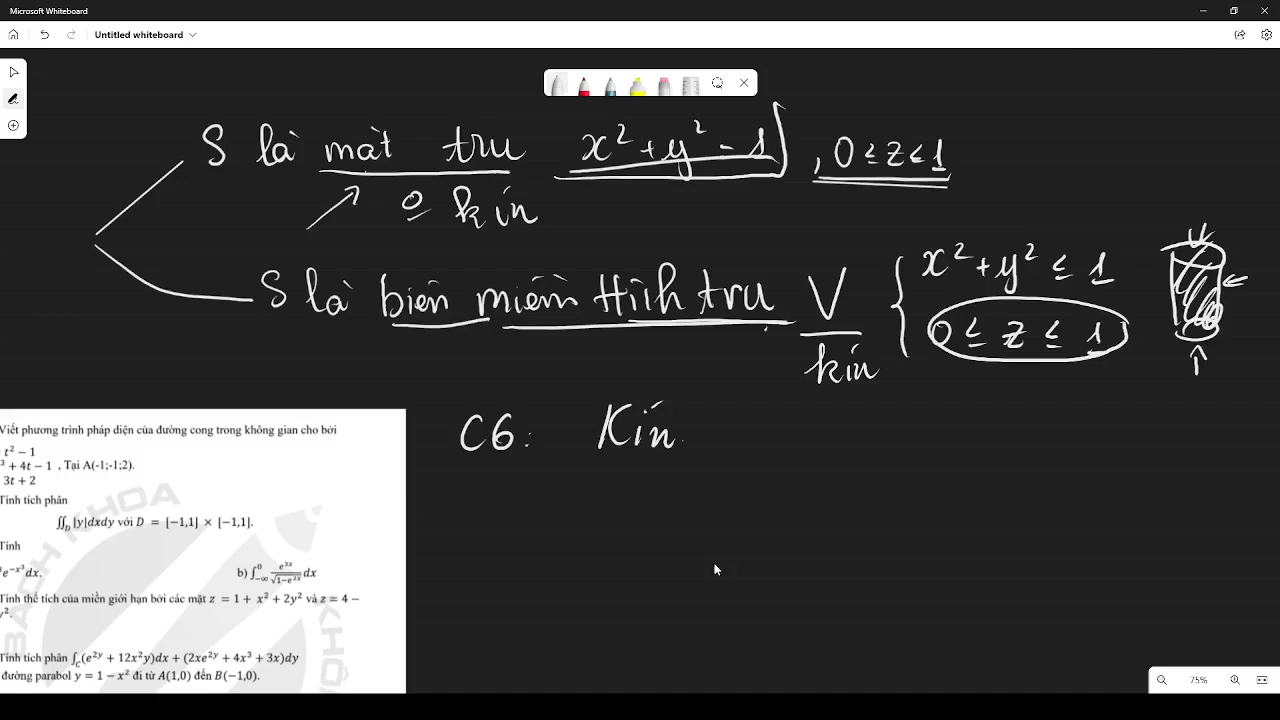 Microsoft Whiteboard
Untitled whiteboard
S là mặt trụ x² + y² = 1, 0 ≤ z ≤ 1
kín
S là biên miền Hình trụ V { x² + y² ≤ 1
0 ≤ z ≤ 1
kín
C6: Kín
Viết phương trình pháp diện của đường cong trong không gian cho bởi
t² − 1
³ + 4t − 1 , Tại A(-1;-1;2).
3t + 2
Tính tích phân
∬_D |y|dxdy với D = [−1,1] × [−1,1].
Tính
e^{−x³}dx.
b) ∫_{−∞}^{0} e^{3x}/√(1−e^{2x}) dx
Tính thể tích của miền giới hạn bởi các mặt z = 1 + x² + 2y² và z = 4 −
y².
Tính tích phân ∫_C(e^{2y} + 12x²y)dx + (2xe^{2y} + 4x³ + 3x)dy
đường parabol y = 1 − x² đi từ A(1,0) đến B(−1,0).
BÁCH KHOA
75%